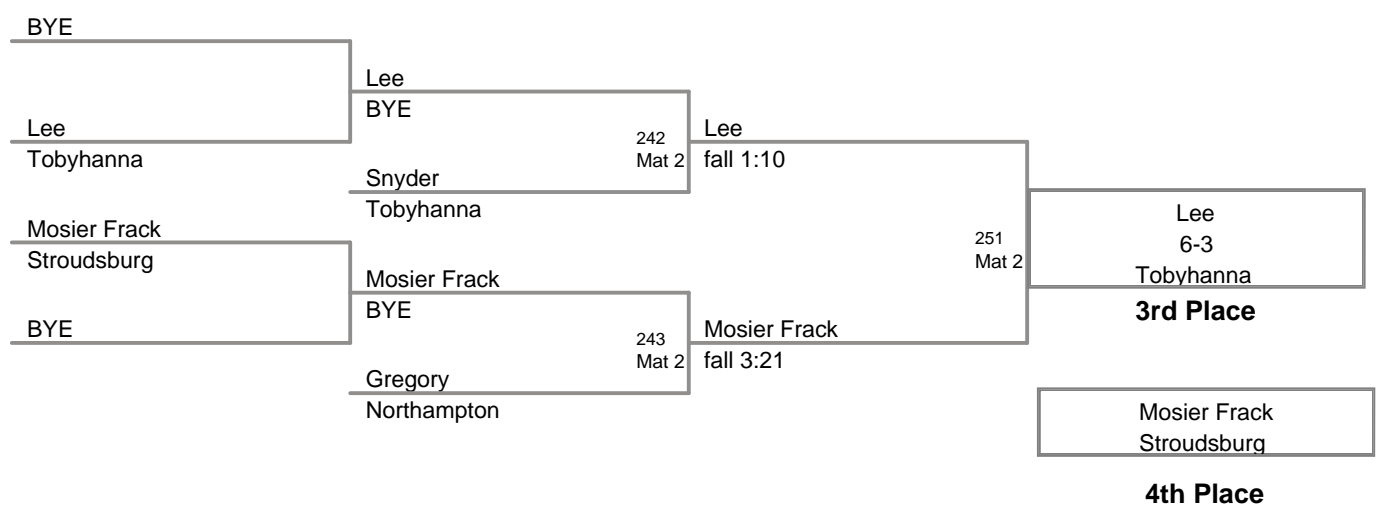 BYE
Lee
BYE
Lee
Tobyhanna
242
Mat 2
Lee
fall 1:10
Snyder
Tobyhanna
Mosier Frack
Stroudsburg
251
Mat 2
Lee
6-3
Tobyhanna
3rd Place
Mosier Frack
BYE
BYE
243
Mat 2
Mosier Frack
fall 3:21
Gregory
Northampton
Mosier Frack
Stroudsburg
4th Place